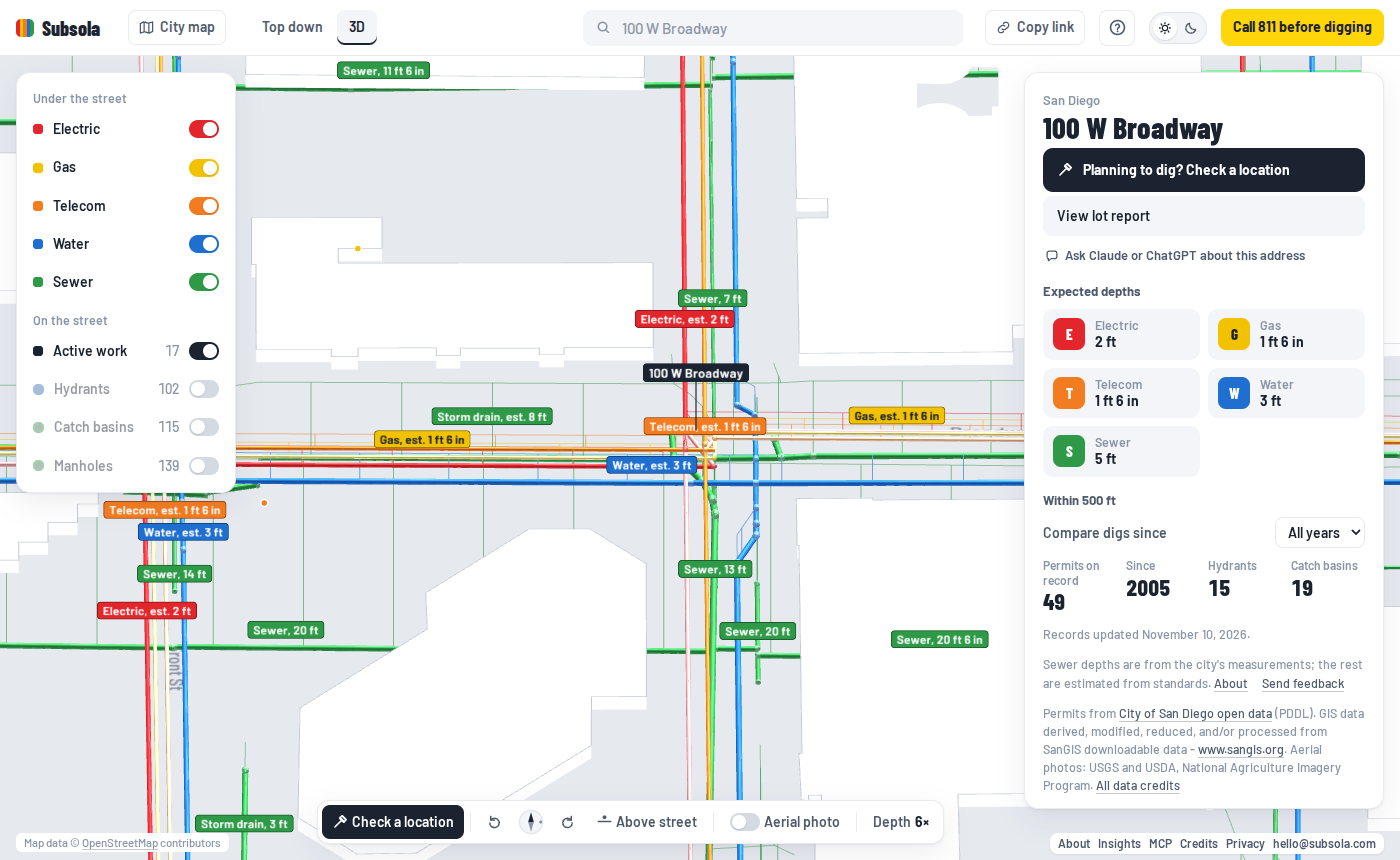 Subsola
City map
Top down
3D
100 W Broadway
Copy link
Call 811 before digging
Under the street
Electric
Gas
Telecom
Water
Sewer
On the street
Active work 17
Hydrants 102
Catch basins 115
Manholes 139
Sewer, 11 ft 6 in
Sewer, 7 ft
Electric, est. 2 ft
100 W Broadway
Storm drain, est. 8 ft
Gas, est. 1 ft 6 in
Telecom, est. 1 ft 6 in
Gas, est. 1 ft 6 in
Water, est. 3 ft
Telecom, est. 1 ft 6 in
Water, est. 3 ft
Sewer, 14 ft
Sewer, 13 ft
Electric, est. 2 ft
Sewer, 20 ft
Sewer, 20 ft
Sewer, 20 ft 6 in
ront St
Storm drain, 3 ft
San Diego
100 W Broadway
Planning to dig? Check a location
View lot report
Ask Claude or ChatGPT about this address
Expected depths
E Electric 2 ft
G Gas 1 ft 6 in
T Telecom 1 ft 6 in
W Water 3 ft
S Sewer 5 ft
Within 500 ft
Compare digs since All years
Permits on record 49
Since 2005
Hydrants 15
Catch basins 19
Records updated November 10, 2026.
Sewer depths are from the city's measurements; the rest
are estimated from standards. About Send feedback
Permits from City of San Diego open data (PDDL). GIS data
derived, modified, reduced, and/or processed from
SanGIS downloadable data - www.sangis.org. Aerial
photos: USGS and USDA, National Agriculture Imagery
Program. All data credits
Check a location
Above street
Aerial photo
Depth 6×
Map data © OpenStreetMap contributors
About Insights MCP Credits Privacy hello@subsola.com